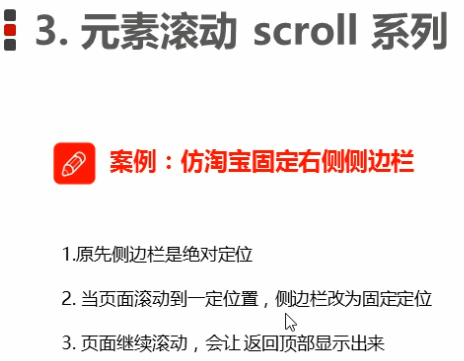 3. 元素滚动 scroll 系列
案例：仿淘宝固定右侧侧边栏
1.原先侧边栏是绝对定位
2. 当页面滚动到一定位置，侧边栏改为固定定位
3. 页面继续滚动，会让 返回顶部显示出来